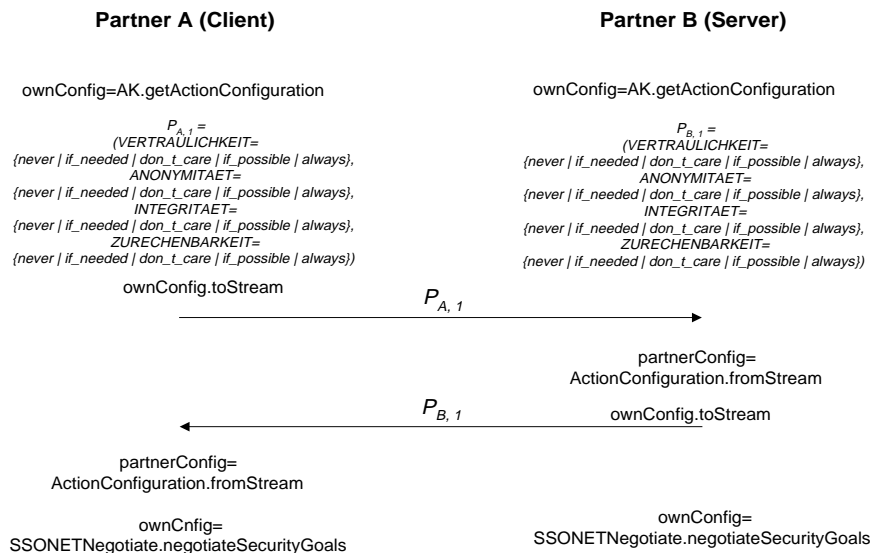 Partner A (Client)
Partner B (Server)
ownConfig=AK.getActionConfiguration
ownConfig=AK.getActionConfiguration
P_A, 1 =
(VERTRAULICHKEIT=
{never | if_needed | don_t_care | if_possible | always},
ANONYMITAET=
{never | if_needed | don_t_care | if_possible | always},
INTEGRITAET=
{never | if_needed | don_t_care | if_possible | always},
ZURECHENBARKEIT=
{never | if_needed | don_t_care | if_possible | always})
P_B, 1 =
(VERTRAULICHKEIT=
{never | if_needed | don_t_care | if_possible | always},
ANONYMITAET=
{never | if_needed | don_t_care | if_possible | always},
INTEGRITAET=
{never | if_needed | don_t_care | if_possible | always},
ZURECHENBARKEIT=
{never | if_needed | don_t_care | if_possible | always})
ownConfig.toStream
P_A, 1
partnerConfig=
ActionConfiguration.fromStream
P_B, 1
ownConfig.toStream
partnerConfig=
ActionConfiguration.fromStream
ownCnfig=
SSONETNegotiate.negotiateSecurityGoals
ownConfig=
SSONETNegotiate.negotiateSecurityGoals